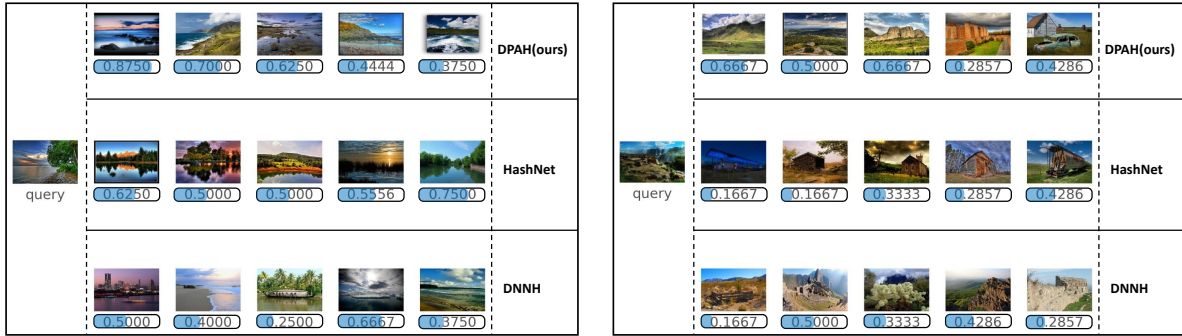 DPAH(ours)
0.8750 0.7000 0.6250 0.4444 0.3750
HashNet
query
0.6250 0.5000 0.5000 0.5556 0.7500
DNNH
0.5000 0.4000 0.2500 0.6667 0.3750
DPAH(ours)
0.6667 0.5000 0.6667 0.2857 0.4286
HashNet
query
0.1667 0.1667 0.3333 0.2857 0.4286
DNNH
0.1667 0.5000 0.3333 0.4286 0.2857